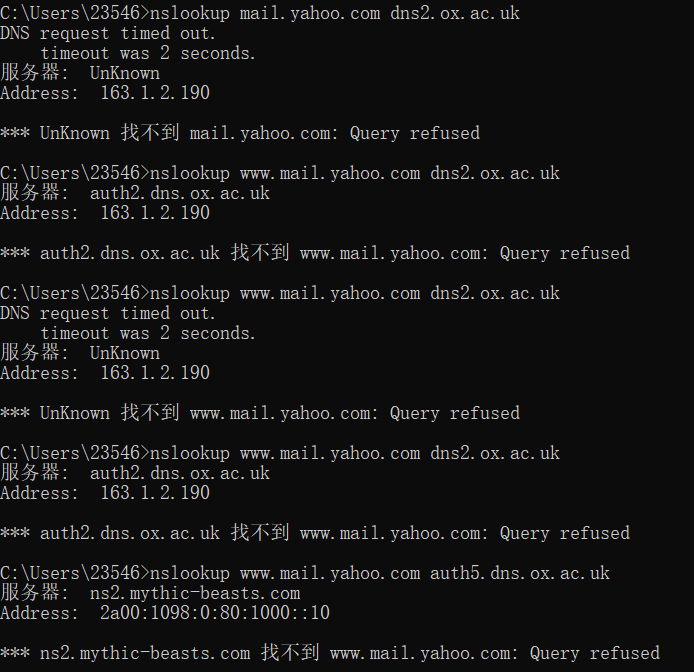 C:\Users\23546>nslookup mail.yahoo.com dns2.ox.ac.uk
DNS request timed out.
    timeout was 2 seconds.
服务器:  UnKnown
Address:  163.1.2.190
*** UnKnown 找不到 mail.yahoo.com: Query refused
C:\Users\23546>nslookup www.mail.yahoo.com dns2.ox.ac.uk
服务器:  auth2.dns.ox.ac.uk
Address:  163.1.2.190
*** auth2.dns.ox.ac.uk 找不到 www.mail.yahoo.com: Query refused
C:\Users\23546>nslookup www.mail.yahoo.com dns2.ox.ac.uk
DNS request timed out.
    timeout was 2 seconds.
服务器:  UnKnown
Address:  163.1.2.190
*** UnKnown 找不到 www.mail.yahoo.com: Query refused
C:\Users\23546>nslookup www.mail.yahoo.com dns2.ox.ac.uk
服务器:  auth2.dns.ox.ac.uk
Address:  163.1.2.190
*** auth2.dns.ox.ac.uk 找不到 www.mail.yahoo.com: Query refused
C:\Users\23546>nslookup www.mail.yahoo.com auth5.dns.ox.ac.uk
服务器:  ns2.mythic-beasts.com
Address:  2a00:1098:0:80:1000::10
*** ns2.mythic-beasts.com 找不到 www.mail.yahoo.com: Query refused